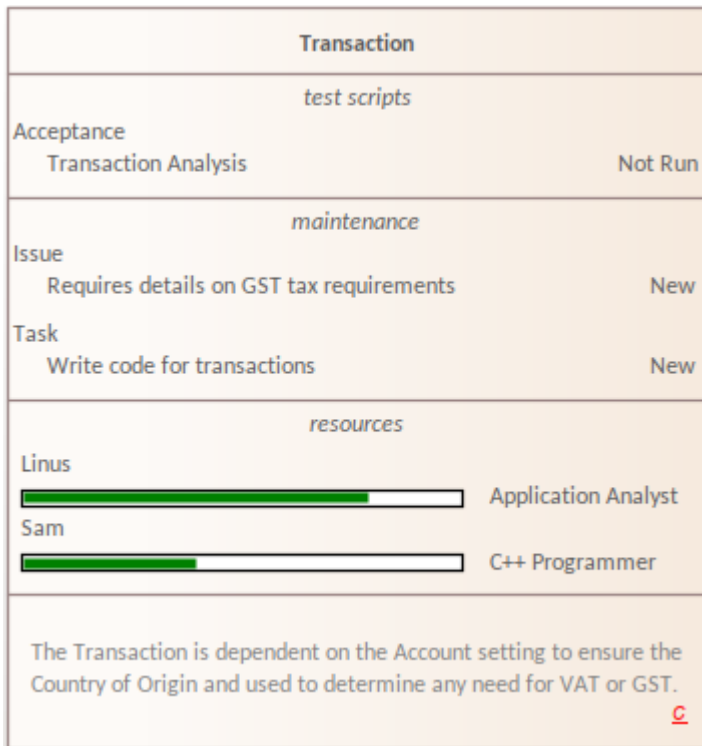 Transaction
test scripts
Acceptance
Transaction Analysis Not Run
maintenance
Issue
Requires details on GST tax requirements New
Task
Write code for transactions New
resources
Linus
Application Analyst
Sam
C++ Programmer
The Transaction is dependent on the Account setting to ensure the
Country of Origin and used to determine any need for VAT or GST.
C